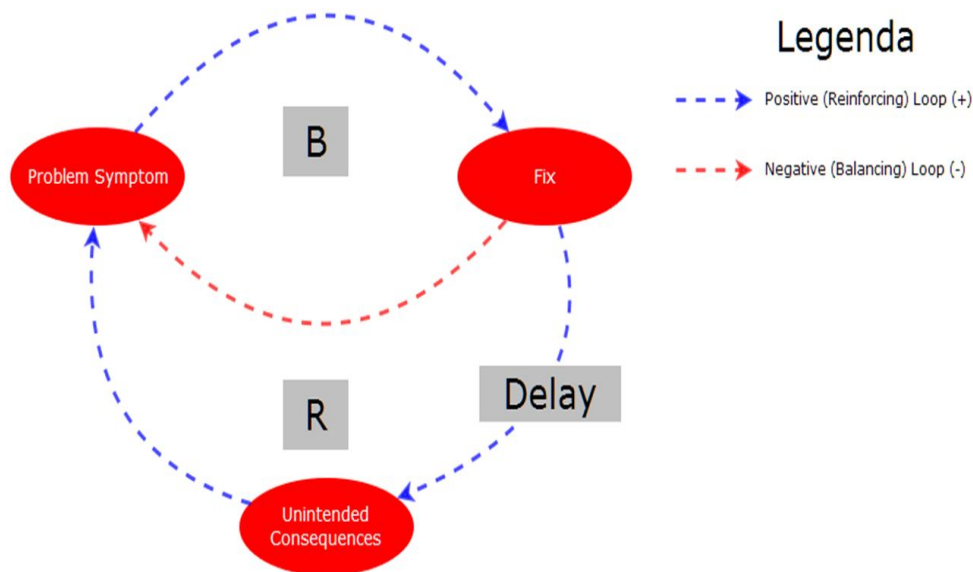 Legenda
Positive (Reinforcing) Loop (+)
Negative (Balancing) Loop (-)
B
Problem Symptom
Fix
R
Delay
Unintended
Consequences